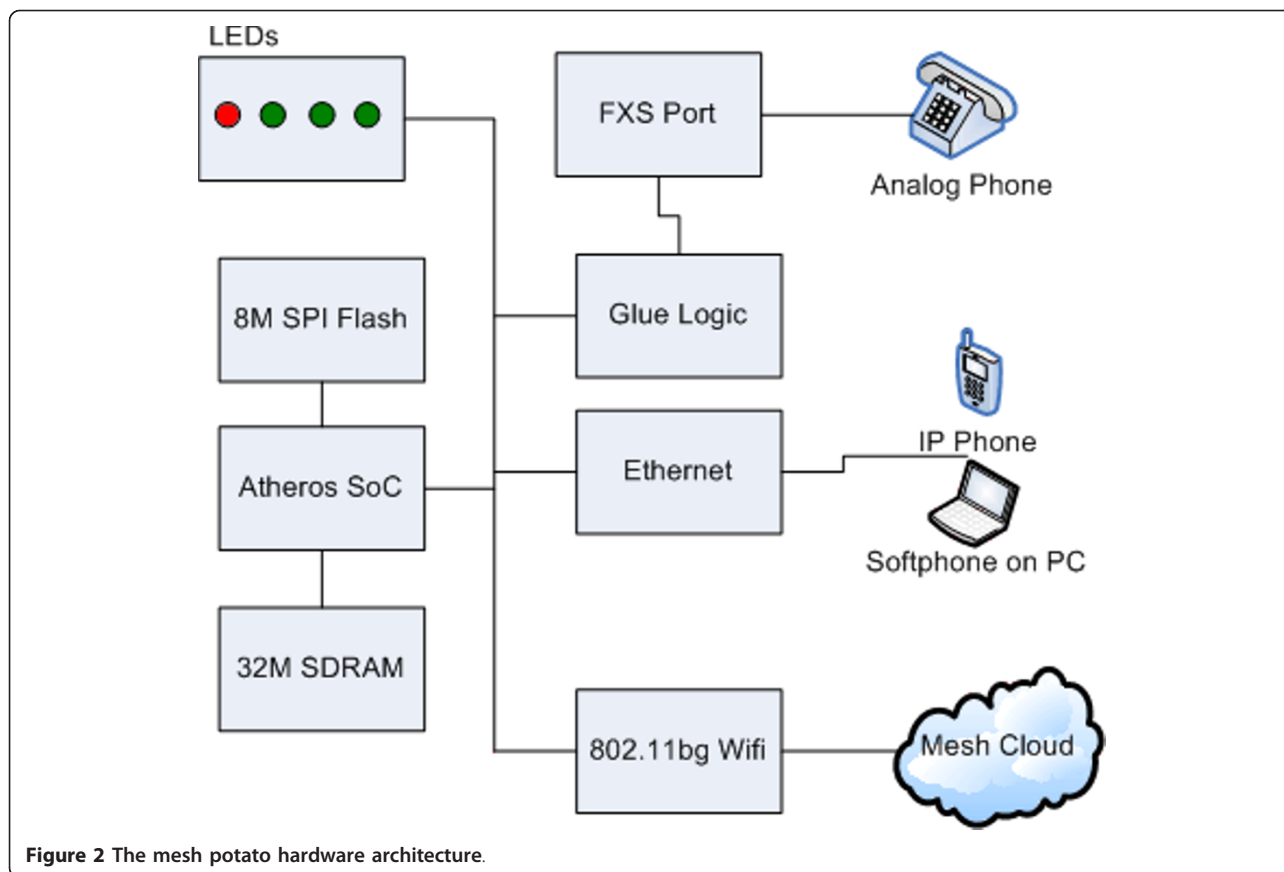 LEDs
FXS Port
Analog Phone
8M SPI Flash
Glue Logic
IP Phone
Atheros SoC
Ethernet
Softphone on PC
32M SDRAM
802.11bg Wifi
Mesh Cloud
Figure 2 The mesh potato hardware architecture.